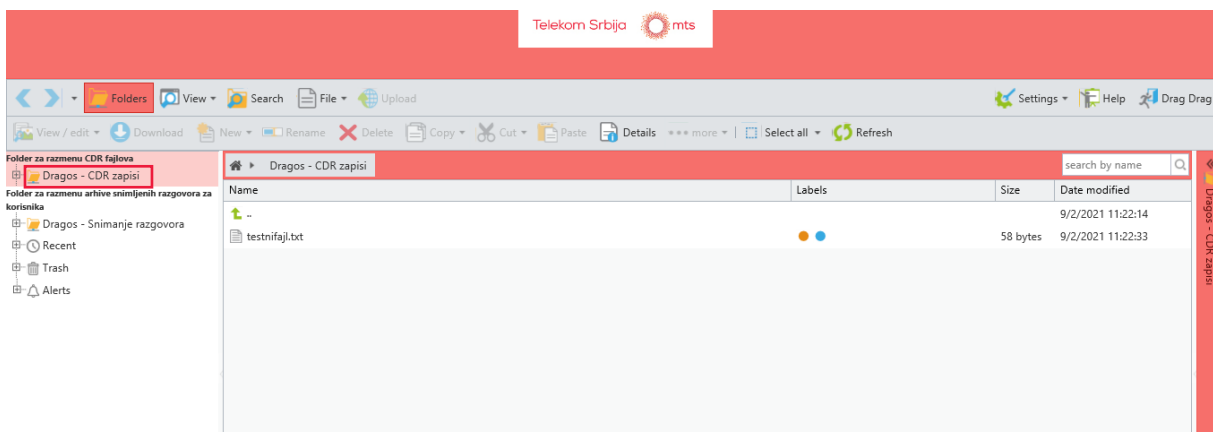 Telekom Srbija mts
Folders View Search File Upload Settings Help Drag Drag
View / edit Download New Rename Delete Copy Cut Paste Details more Select all Refresh
Folder za razmenu CDR fajlova
Dragos - CDR zapisi
Folder za razmenu arhive snimljenih razgovora za
korisnika
Dragos - Snimanje razgovora
Recent
Trash
Alerts
Dragos - CDR zapisi search by name
Name Labels Size Date modified
.. 9/2/2021 11:22:14
testnifajl.txt 58 bytes 9/2/2021 11:22:33
Dragos - CDR zapisi